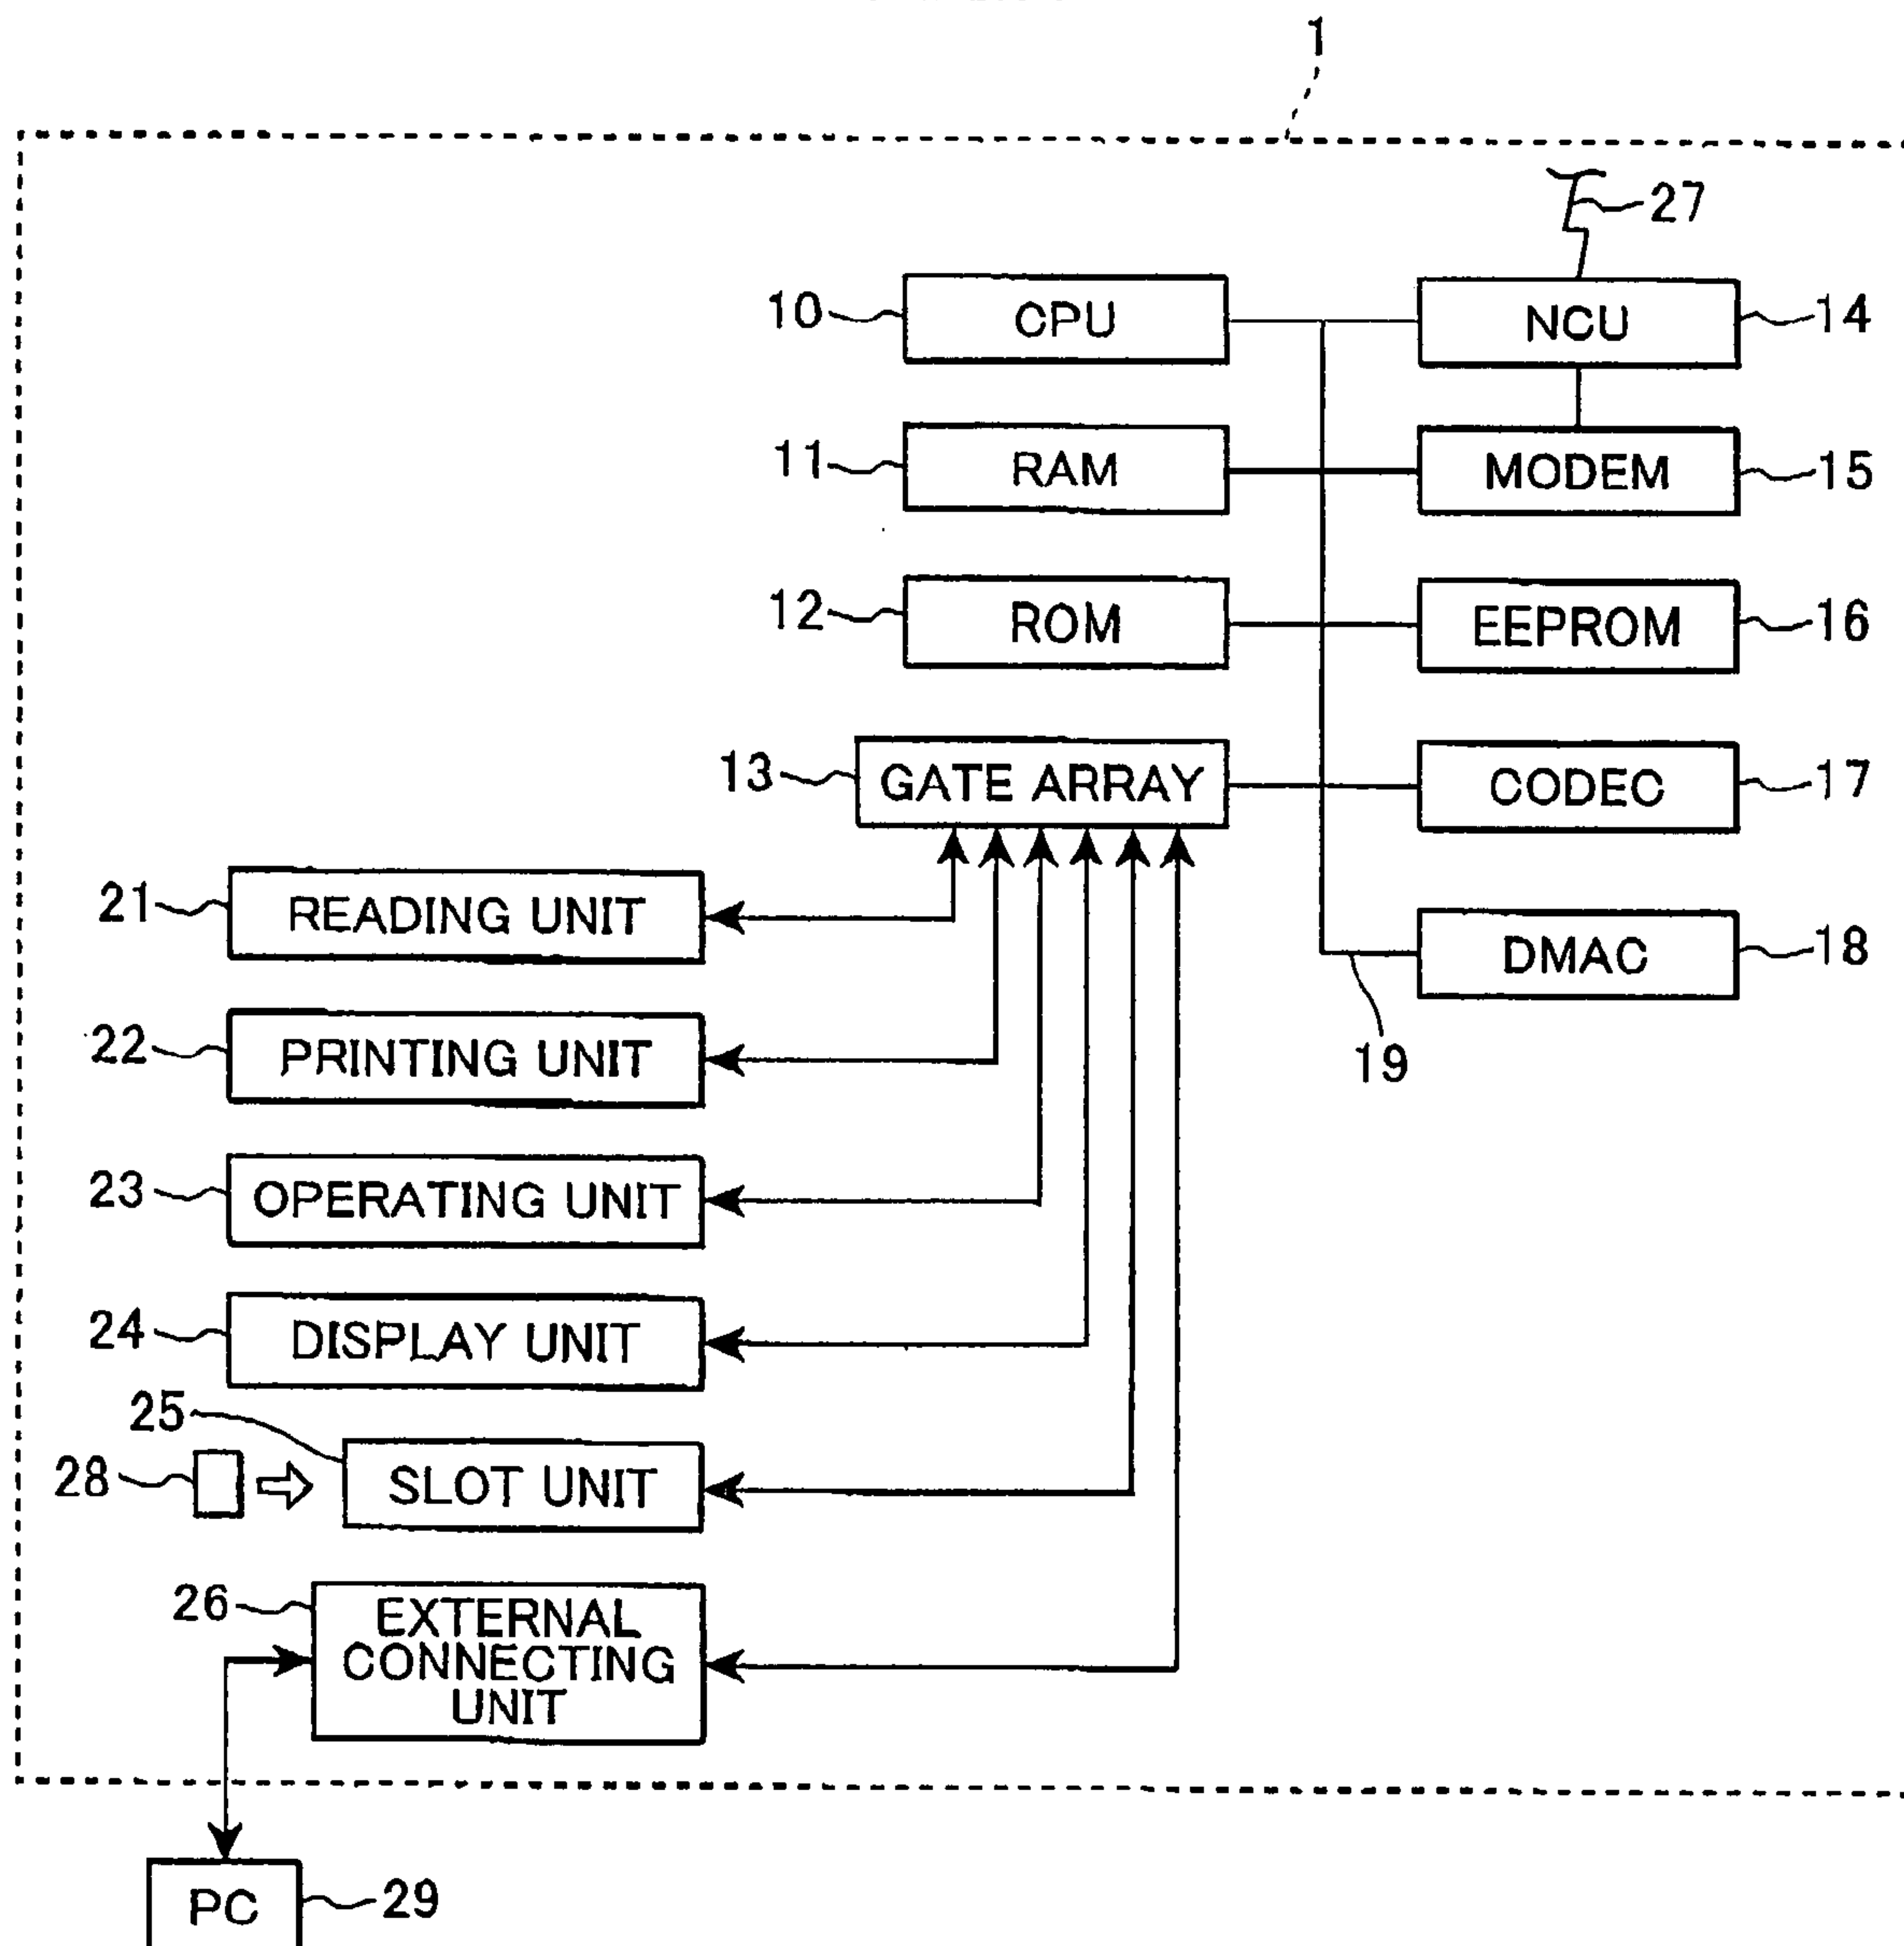 1
27
10 CPU NCU 14
11 RAM MODEM 15
12 ROM EEPROM 16
13 GATE ARRAY CODEC 17
21 READING UNIT DMAC 18
22 PRINTING UNIT 19
23 OPERATING UNIT
24 DISPLAY UNIT
25
28 SLOT UNIT
26 EXTERNAL
CONNECTING
UNIT
PC 29